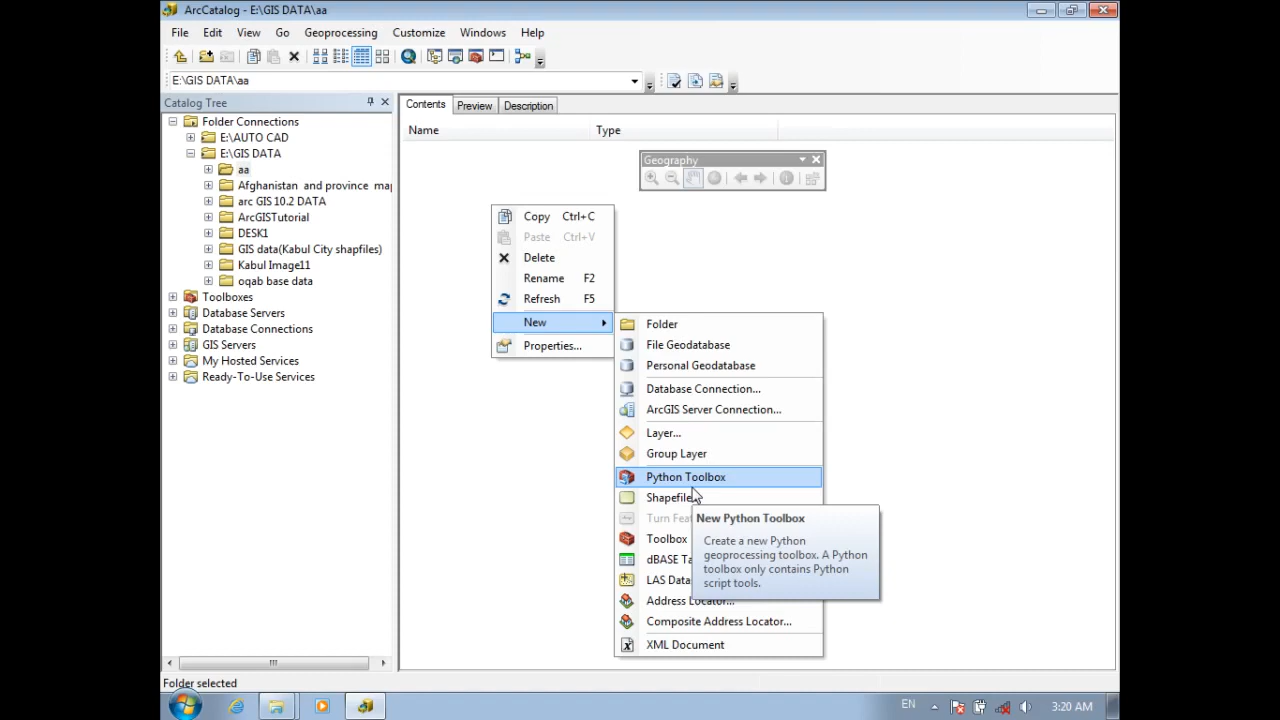 ArcCatalog - E:\GIS DATA\aa
File Edit View Go Geoprocessing Customize Windows Help
E:\GIS DATA\aa
Catalog Tree
Folder Connections
E:\AUTO CAD
E:\GIS DATA
aa
Afghanistan and province ma
arc GIS 10.2 DATA
ArcGISTutorial
DESK1
GIS data(Kabul City shapfiles)
Kabul Image11
oqab base data
Toolboxes
Database Servers
Database Connections
GIS Servers
My Hosted Services
Ready-To-Use Services
Contents Preview Description
Name Type
Geography
Copy Ctrl+C
Paste Ctrl+V
Delete
Rename F2
Refresh F5
New
Properties...
Folder
File Geodatabase
Personal Geodatabase
Database Connection...
ArcGIS Server Connection...
Layer...
Group Layer
Python Toolbox
Shapefile
Turn Fea
Toolbox
dBASE Ta
LAS Datas
Address Locator...
Composite Address Locator...
XML Document
New Python Toolbox
Create a new Python
geoprocessing toolbox. A Python
toolbox only contains Python
script tools.
Folder selected
EN 3:20 AM